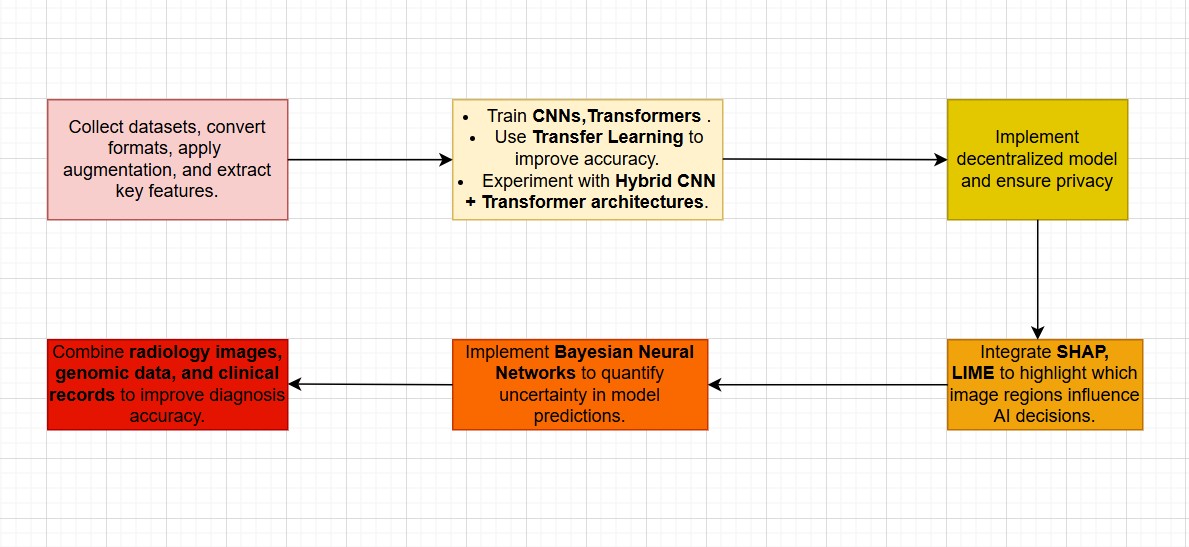 Collect datasets, convert
formats, apply
augmentation, and extract
key features.
• Train CNNs,Transformers .
• Use Transfer Learning to
improve accuracy.
• Experiment with Hybrid CNN
+ Transformer architectures.
Implement
decentralized model
and ensure privacy
Integrate SHAP,
LIME to highlight which
image regions influence
AI decisions.
Implement Bayesian Neural
Networks to quantify
uncertainty in model
predictions.
Combine radiology images,
genomic data, and clinical
records to improve diagnosis
accuracy.